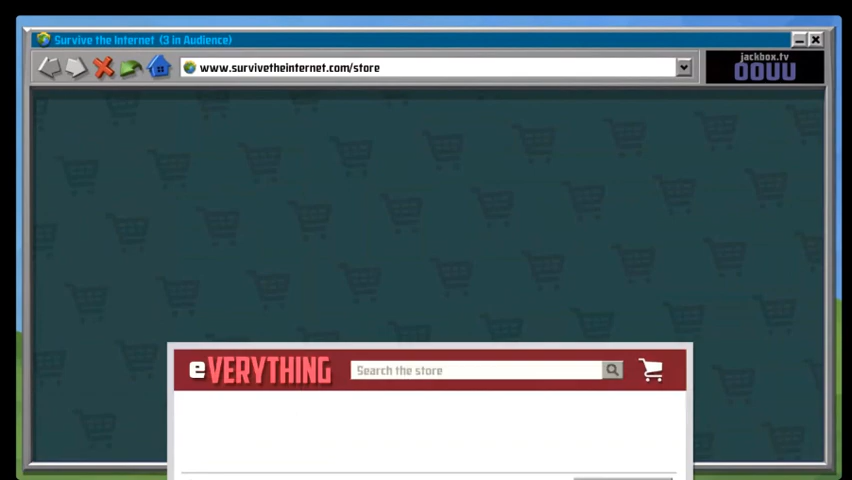 Survive the Internet (3 in Audience)
www.survivetheinternet.com/store
jackbox.tv
OOUU
eVERYTHING
Search the store